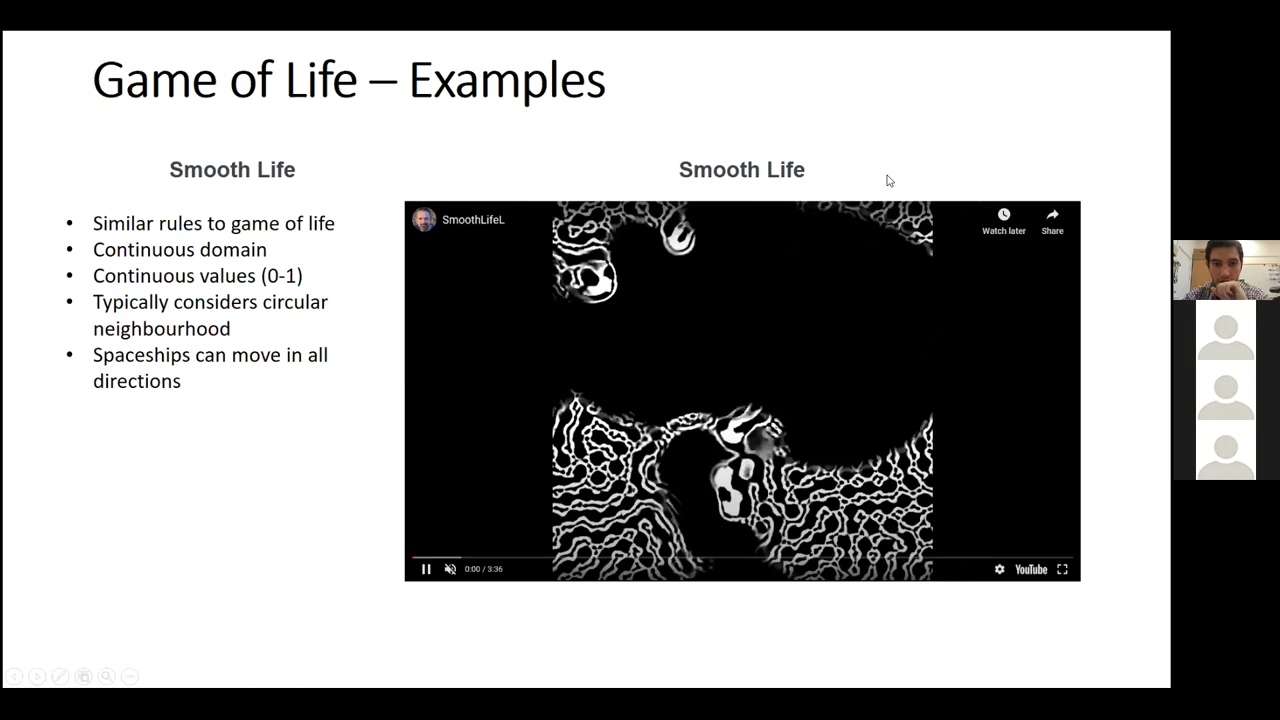 Game of Life – Examples
Smooth Life
Smooth Life
• Similar rules to game of life
• Continuous domain
• Continuous values (0-1)
• Typically considers circular
neighbourhood
• Spaceships can move in all
directions
SmoothLifeL
Watch later
Share
0:00 / 3:36
YouTube